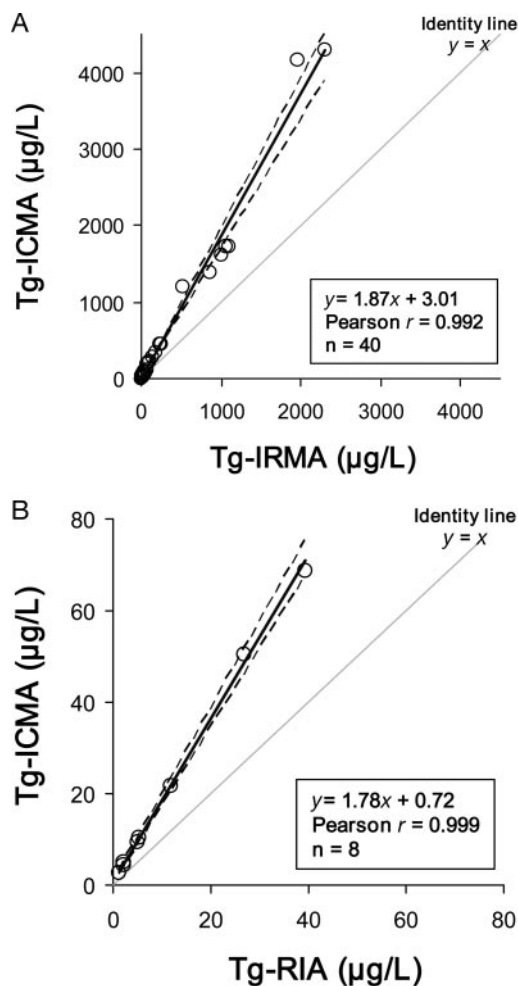 A
Identity line
y = x
4000
3000
2000
1000
0
Tg-ICMA (µg/L)
y= 1.87x + 3.01
Pearson r = 0.992
n = 40
0 1000 2000 3000 4000
Tg-IRMA (µg/L)
B
Identity line
y = x
80
60
40
20
0
Tg-ICMA (µg/L)
y= 1.78x + 0.72
Pearson r = 0.999
n = 8
0 20 40 60 80
Tg-RIA (µg/L)